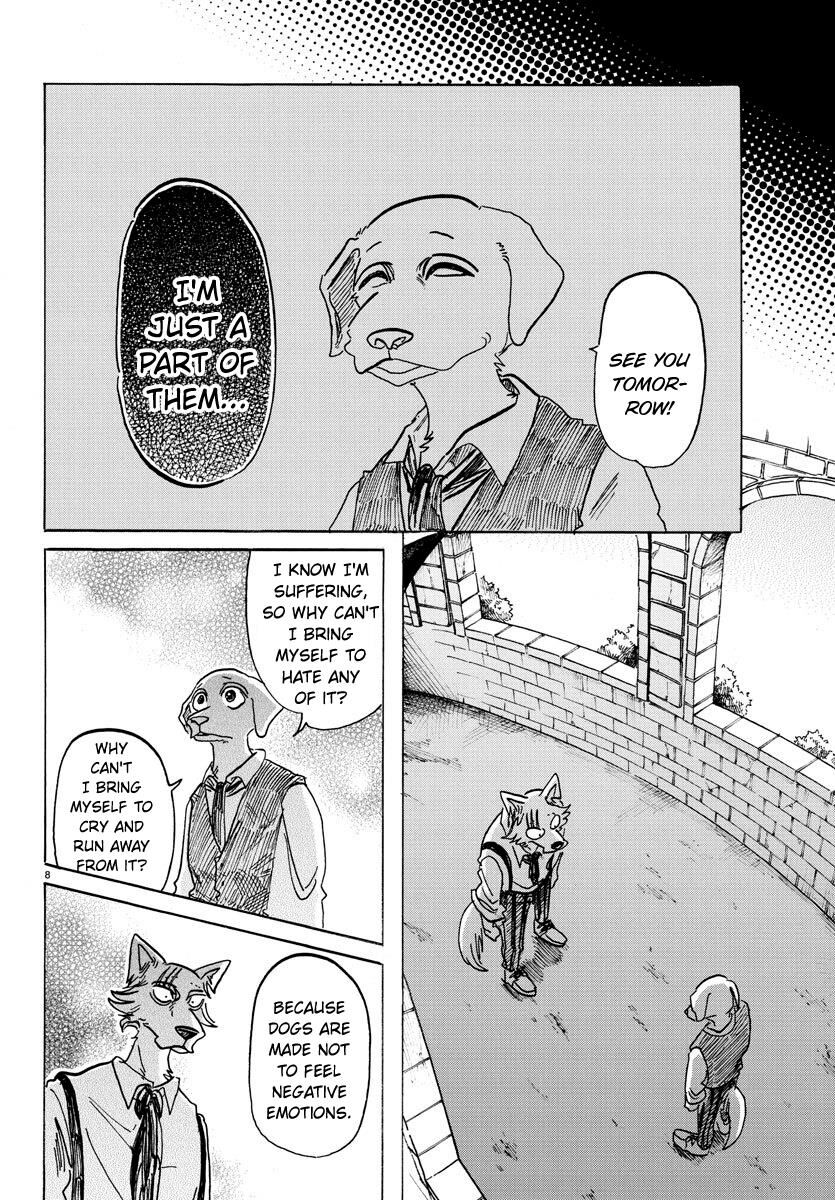 SEE YOU
TOMOR-
ROW!
I'M
JUST A
PART OF
THEM...
I KNOW I'M
SUFFERING,
SO WHY CAN'T
I BRING
MYSELF TO
HATE ANY
OF IT?
WHY
CAN'T
I BRING
MYSELF TO
CRY AND
RUN AWAY
FROM IT?
8
BECAUSE
DOGS ARE
MADE NOT
TO FEEL
NEGATIVE
EMOTIONS.